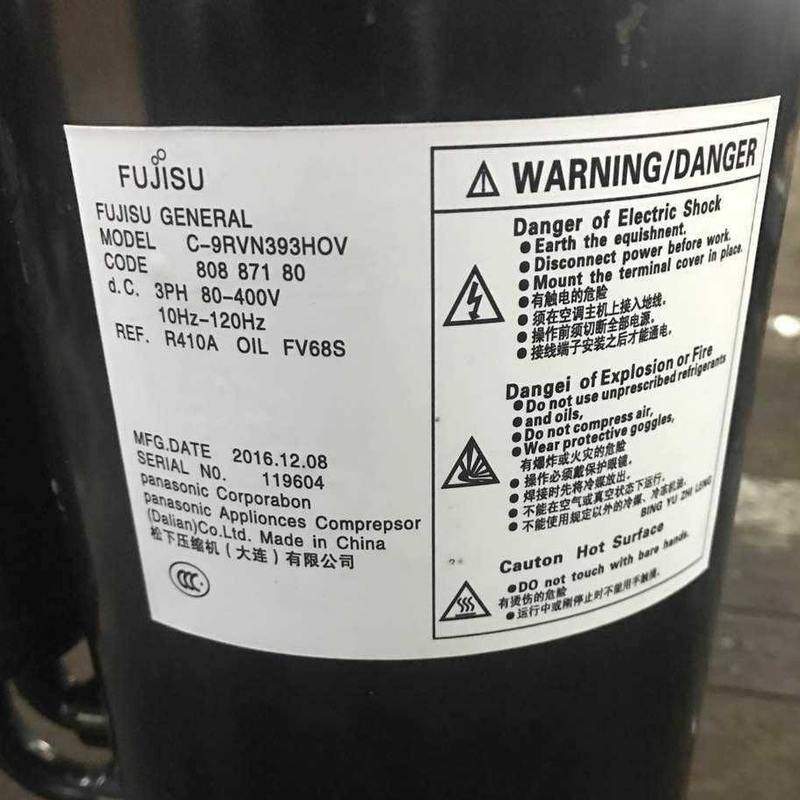 FUJISU
FUJISU GENERAL
MODEL C-9RVN393HOV
CODE 808 871 80
d.C. 3PH 80-400V
10Hz-120Hz
REF. R410A OIL FV68S
MFG.DATE 2016.12.08
SERIAL NO. 119604
panasonic Corporabon
panasonic Applionces Comprepsor
(Dalian)Co.Ltd. Made in China
松下压缩机（大连）有限公司
CCC
WARNING/DANGER
Danger of Electric Shock
●Earth the equishnent.
●Disconnect power before work.
●Mount the terminal cover in place.
●有触电的危险
●须在空调主机上接入地线.
●操作前须切断全部电源。
●接线端子安装之后才能通电.
Dangei of Explosion or Fire
●Do not use unprescribed refrigerants
●and oils,
●Do not compress air,
●Wear protective goggles,
有爆炸或火灾的危险
●操作必须戴保护眼镜.
●焊接时先将冷媒放出.
●不能在空气或真空状态下运行.
●不能使用规定以外的冷媒、冷冻机油.
BING YU ZHI LENG
Cauton Hot Surface
●DO not touch with bare hands.
有烫伤的危险
●运行中或刚停止时不能用手触摸.